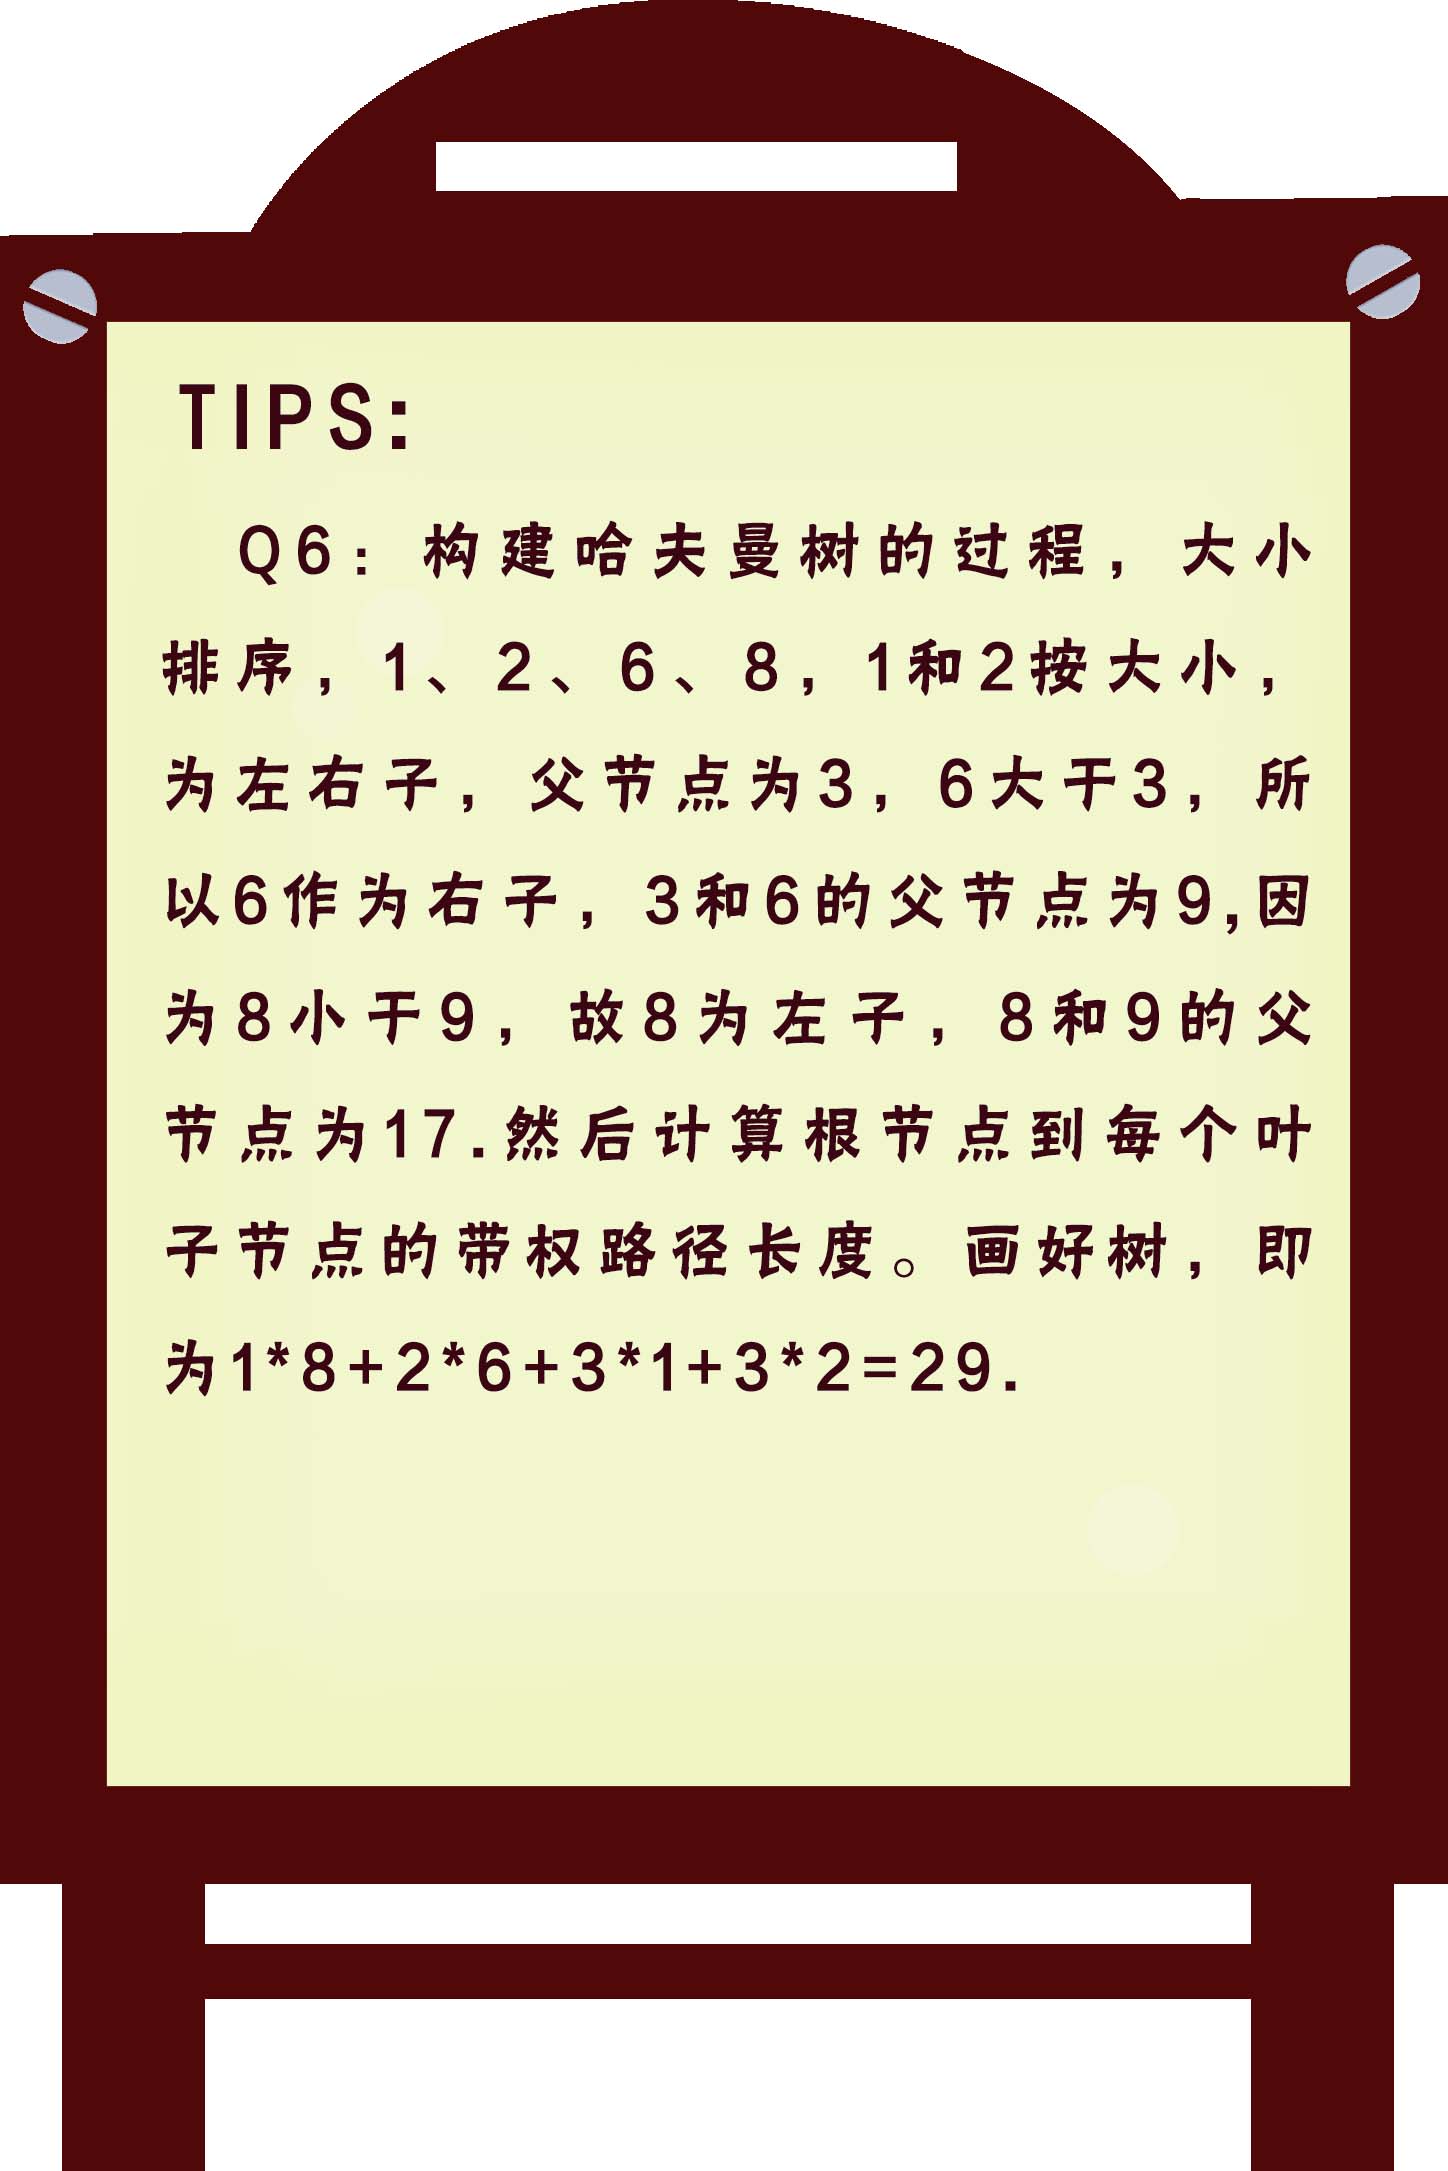 TIPS:
Q6：构建哈夫曼树的过程，大小
排序，1、2、6、8，1和2按大小，
为左右子，父节点为3，6大于3，所
以6作为右子，3和6的父节点为9,因
为8小于9，故8为左子，8和9的父
节点为17.然后计算根节点到每个叶
子节点的带权路径长度。画好树，即
为1*8+2*6+3*1+3*2=29.